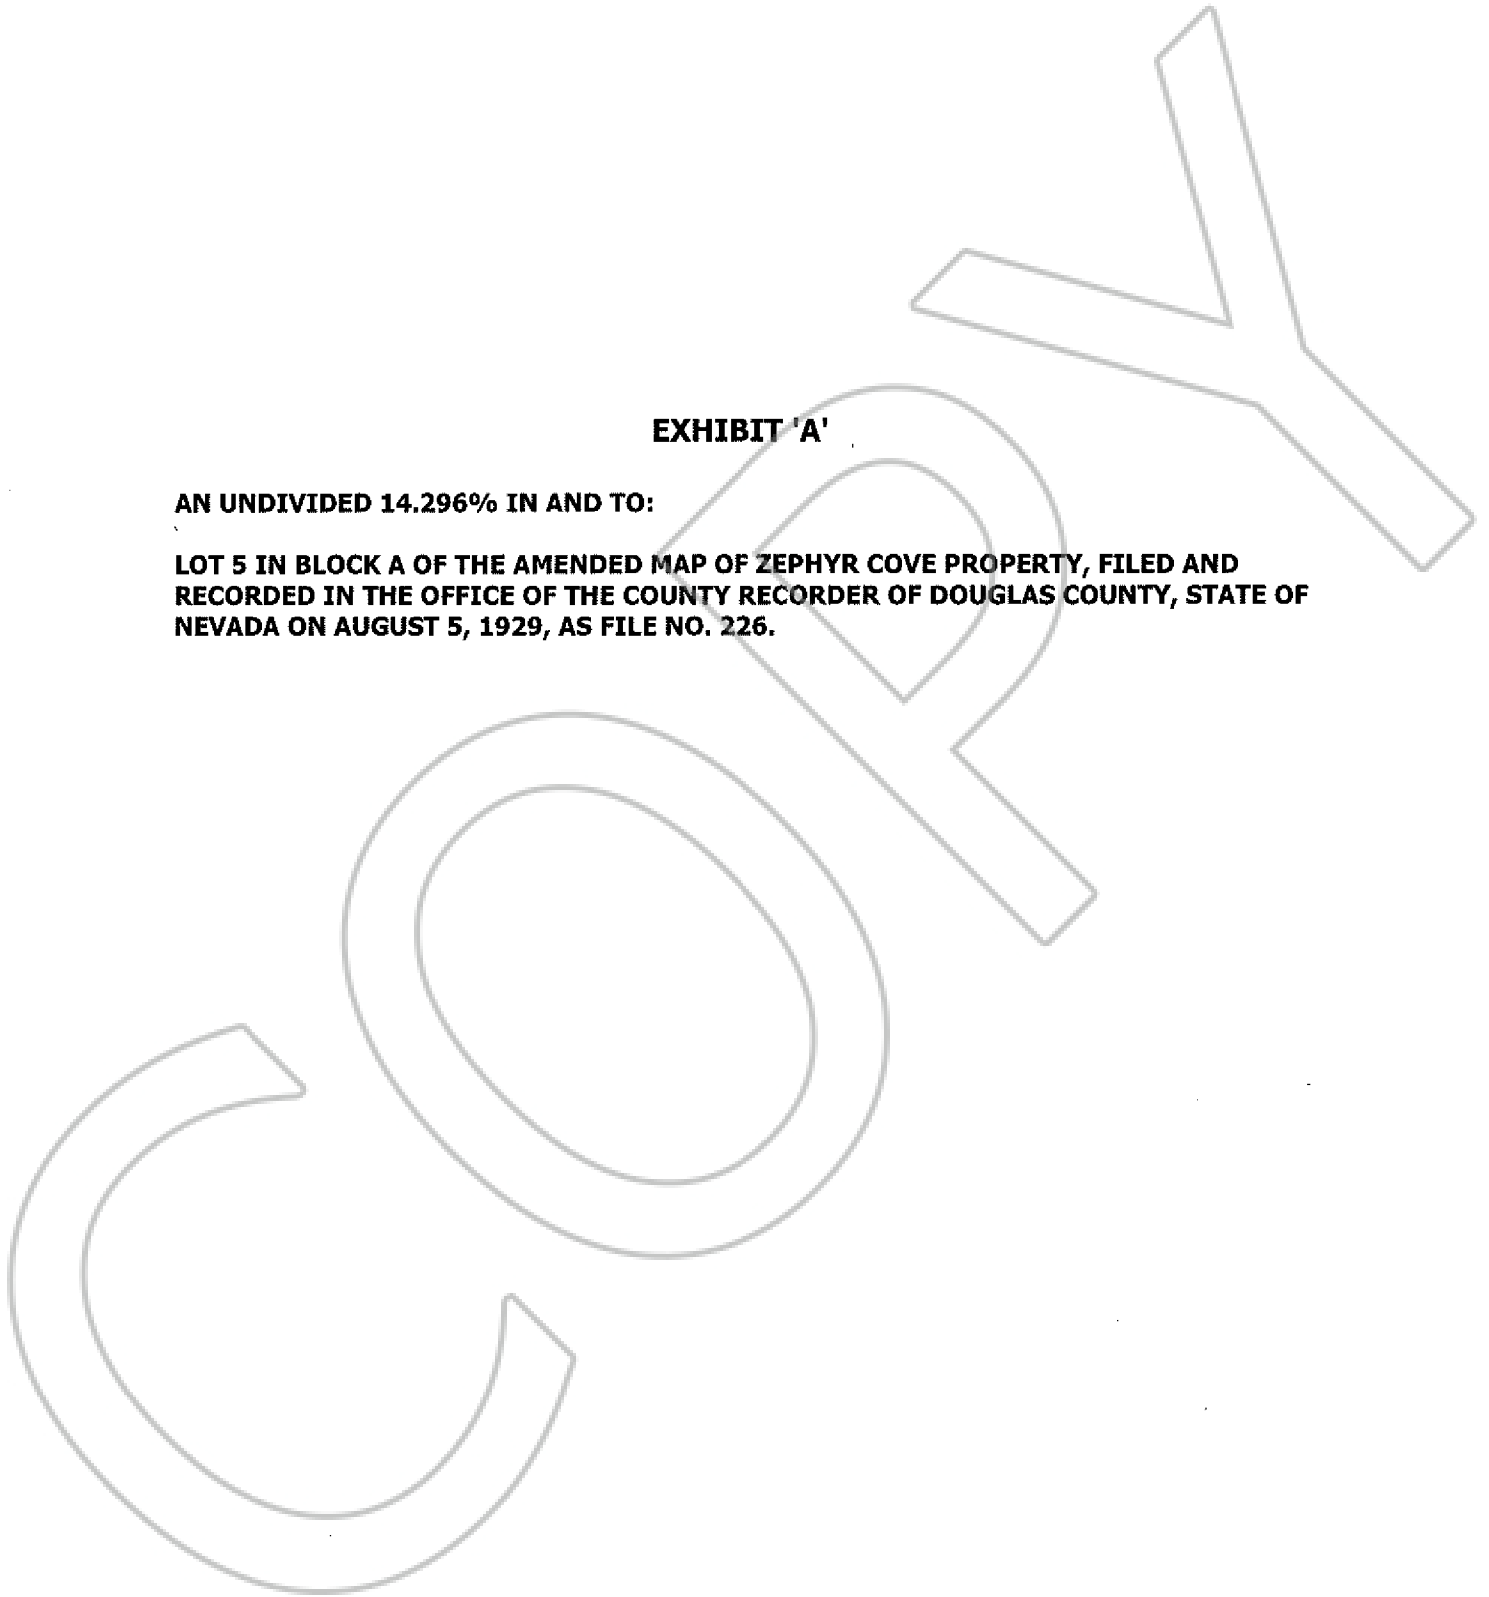 EXHIBIT 'A'
AN UNDIVIDED 14.296% IN AND TO:
LOT 5 IN BLOCK A OF THE AMENDED MAP OF ZEPHYR COVE PROPERTY, FILED AND
RECORDED IN THE OFFICE OF THE COUNTY RECORDER OF DOUGLAS COUNTY, STATE OF
NEVADA ON AUGUST 5, 1929, AS FILE NO. 226.
COPY